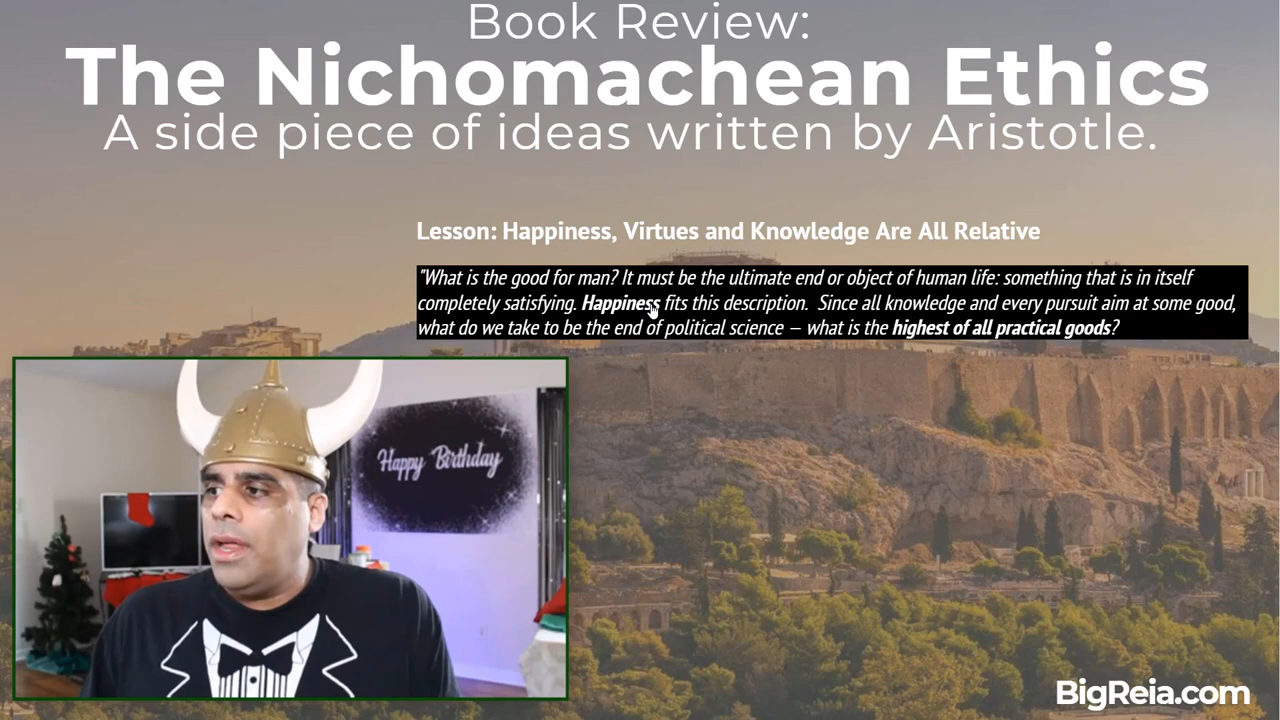 Book Review:
The Nichomachean Ethics
A side piece of ideas written by Aristotle.
Lesson: Happiness, Virtues and Knowledge Are All Relative
"What is the good for man? It must be the ultimate end or object of human life: something that is in itself
completely satisfying. Happiness fits this description.  Since all knowledge and every pursuit aim at some good,
what do we take to be the end of political science — what is the highest of all practical goods?
Happy Birthday
BigReia.com